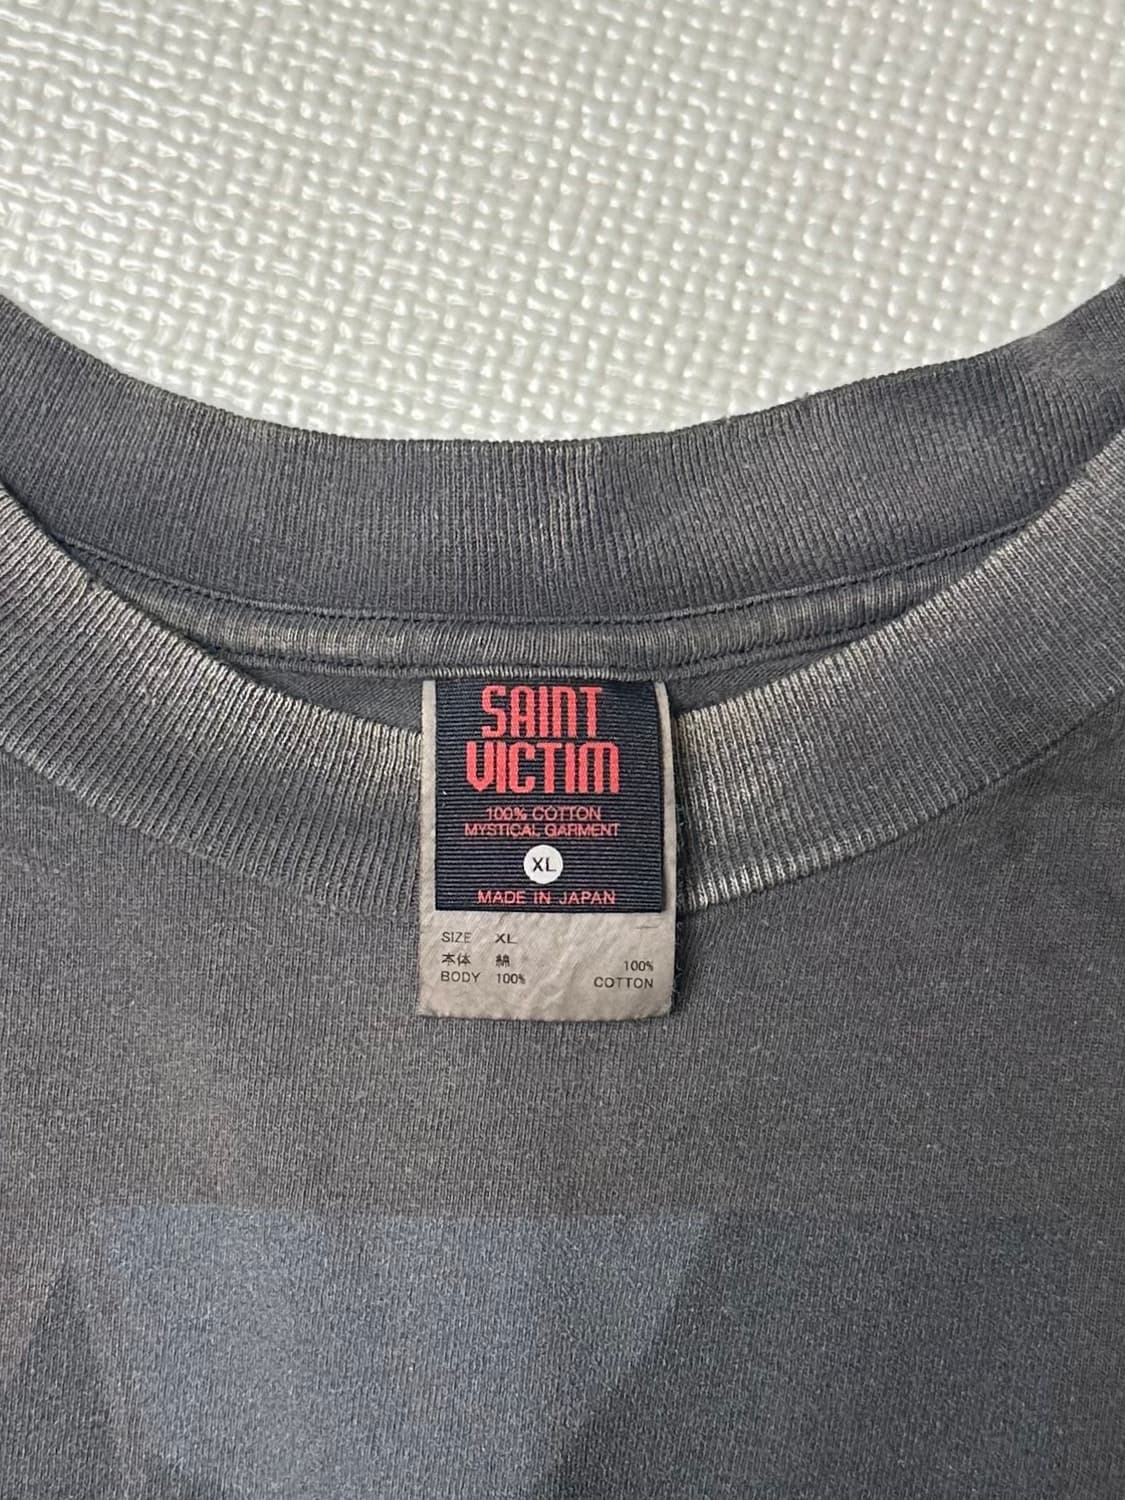 SAINT
VICTIM
100% COTTON
MYSTICAL GARMENT
XL
MADE IN JAPAN
SIZE XL
本体 綿 100%
BODY 100% COTTON